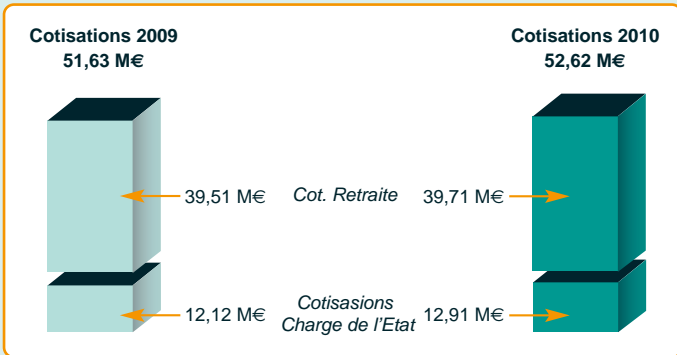 Cotisations 2009
51,63 M€
Cotisations 2010
52,62 M€
39,51 M€ Cot. Retraite 39,71 M€
12,12 M€ Cotisasions
Charge de l'Etat 12,91 M€